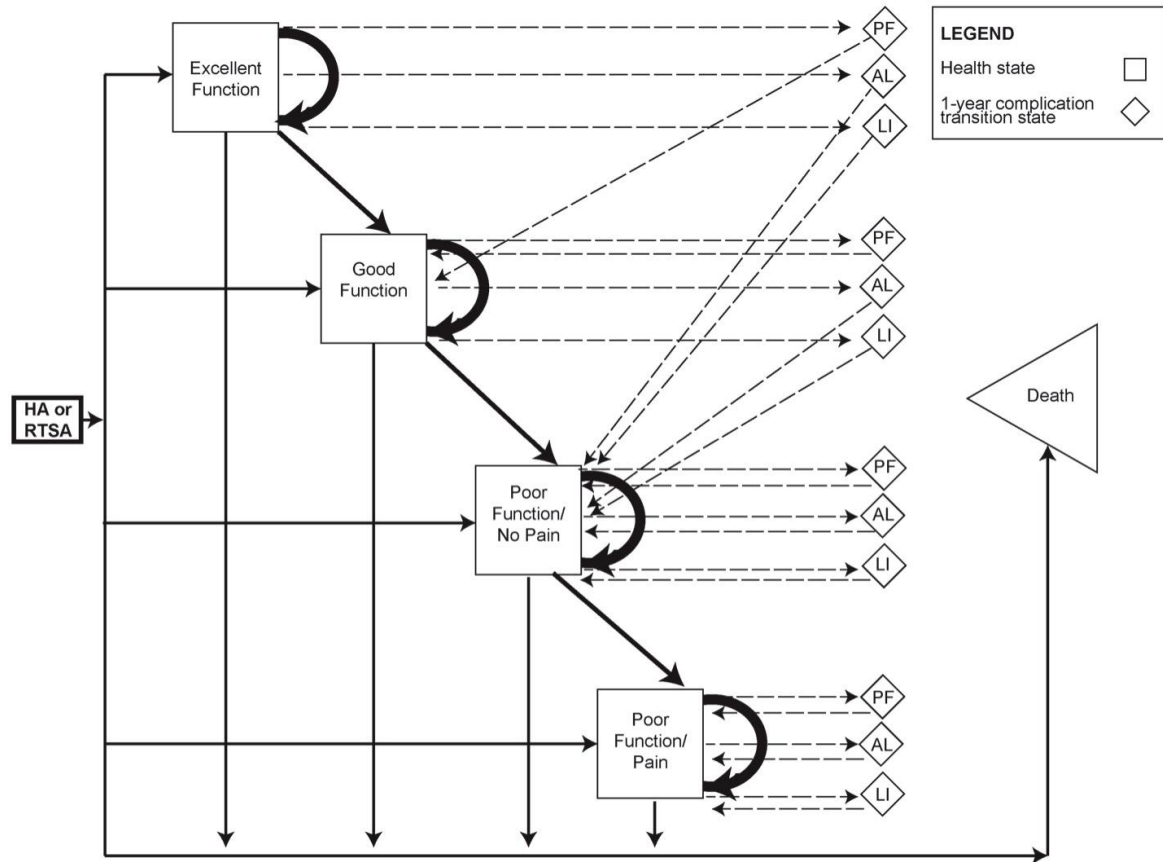 Excellent
Function
PF
AL
LI
LEGEND
Health state
1-year complication
transition state
Good
Function
PF
AL
LI
HA or
RTSA
Death
Poor
Function/
No Pain
PF
AL
LI
Poor
Function/
Pain
PF
AL
LI